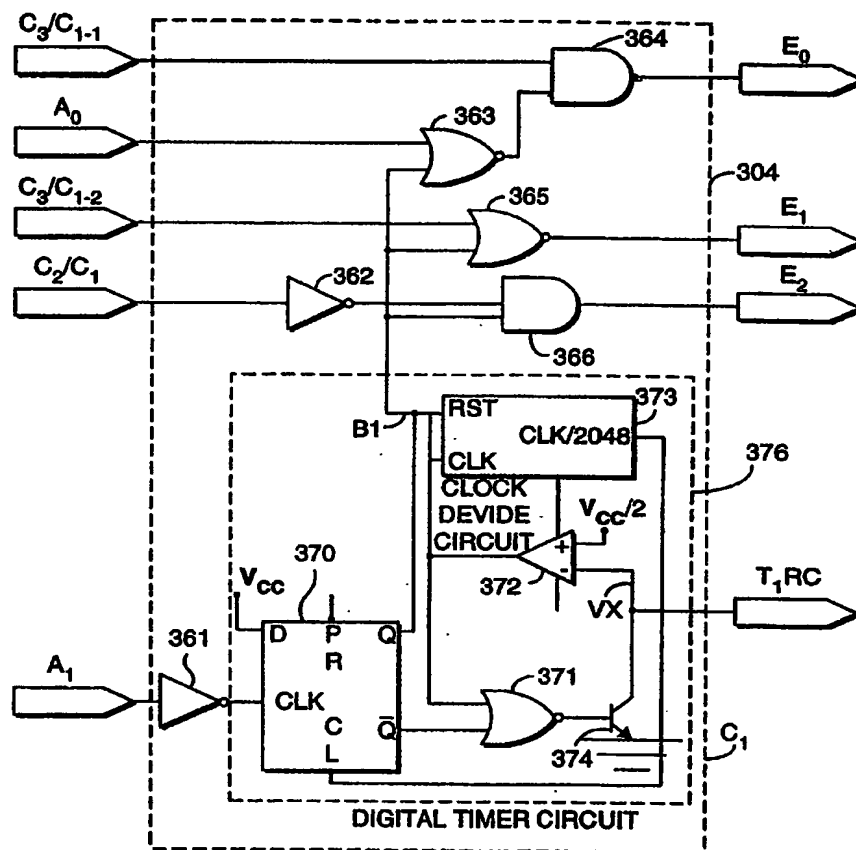 C3/C1-1
364
E0
A0
363
C3/C1-2
365
304
E1
C2/C1
362
E2
366
B1
RST
373
CLK/2048
CLK
376
CLOCK
DEVIDE
CIRCUIT
VCC/2
+
-
372
370
VCC
VX
T1RC
D
P
R
Q
361
371
A1
CLK
C
L
Q̅
374
C1
DIGITAL TIMER CIRCUIT